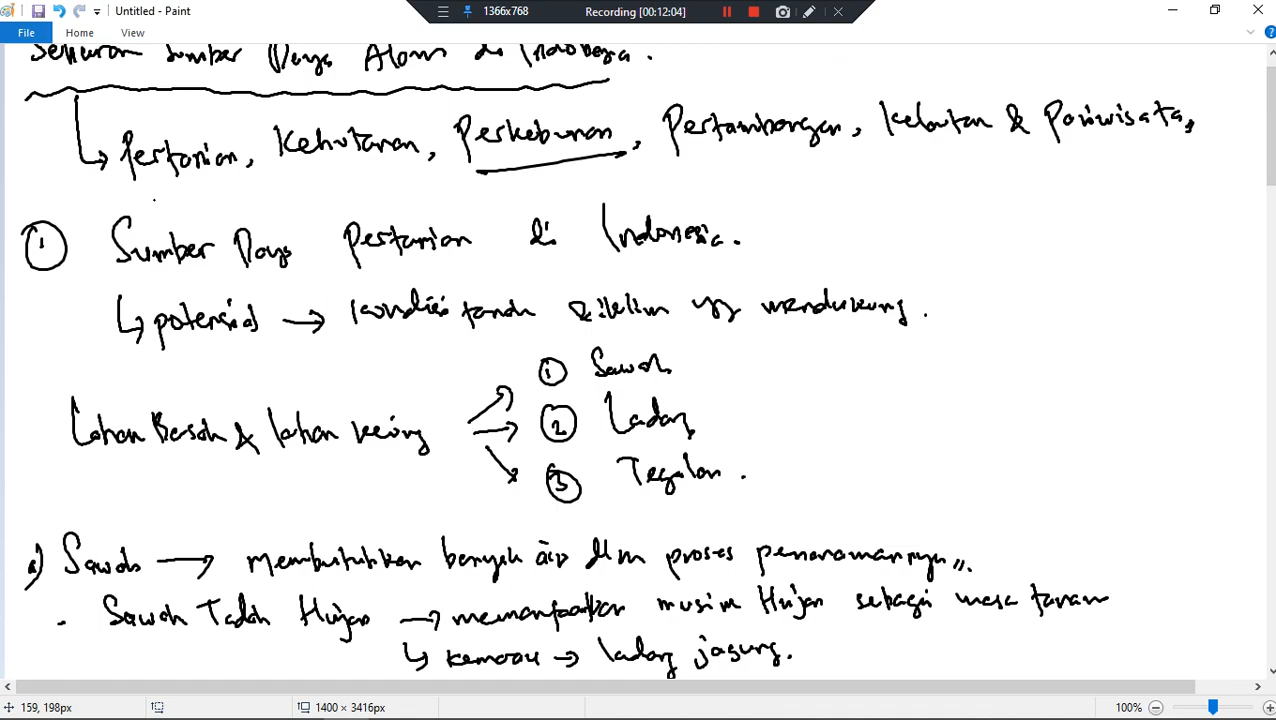 Untitled - Paint
1366x768
Recording [00:12:04]
File Home View
Sebaran Sumber Daya Alam di Indonesia.
Pertanian, Kehutanan, Perkebunan, Pertambangan, Kelautan & Pariwisata,
1 Sumber Daya Pertanian di Indonesia.
potensial → kondisi tanah & iklim yg mendukung.
1 Sawah
Lahan Basah & lahan kering → 2 Ladang
3 Tegalan.
a) Sawah → membutuhkan banyak air dlm proses penanamannya,,.
. Sawah Tadah Hujan → memanfaatkan musim Hujan sebagai masa tanam
kemarau → ladang jagung.
159, 198px
1400 × 3416px
100%